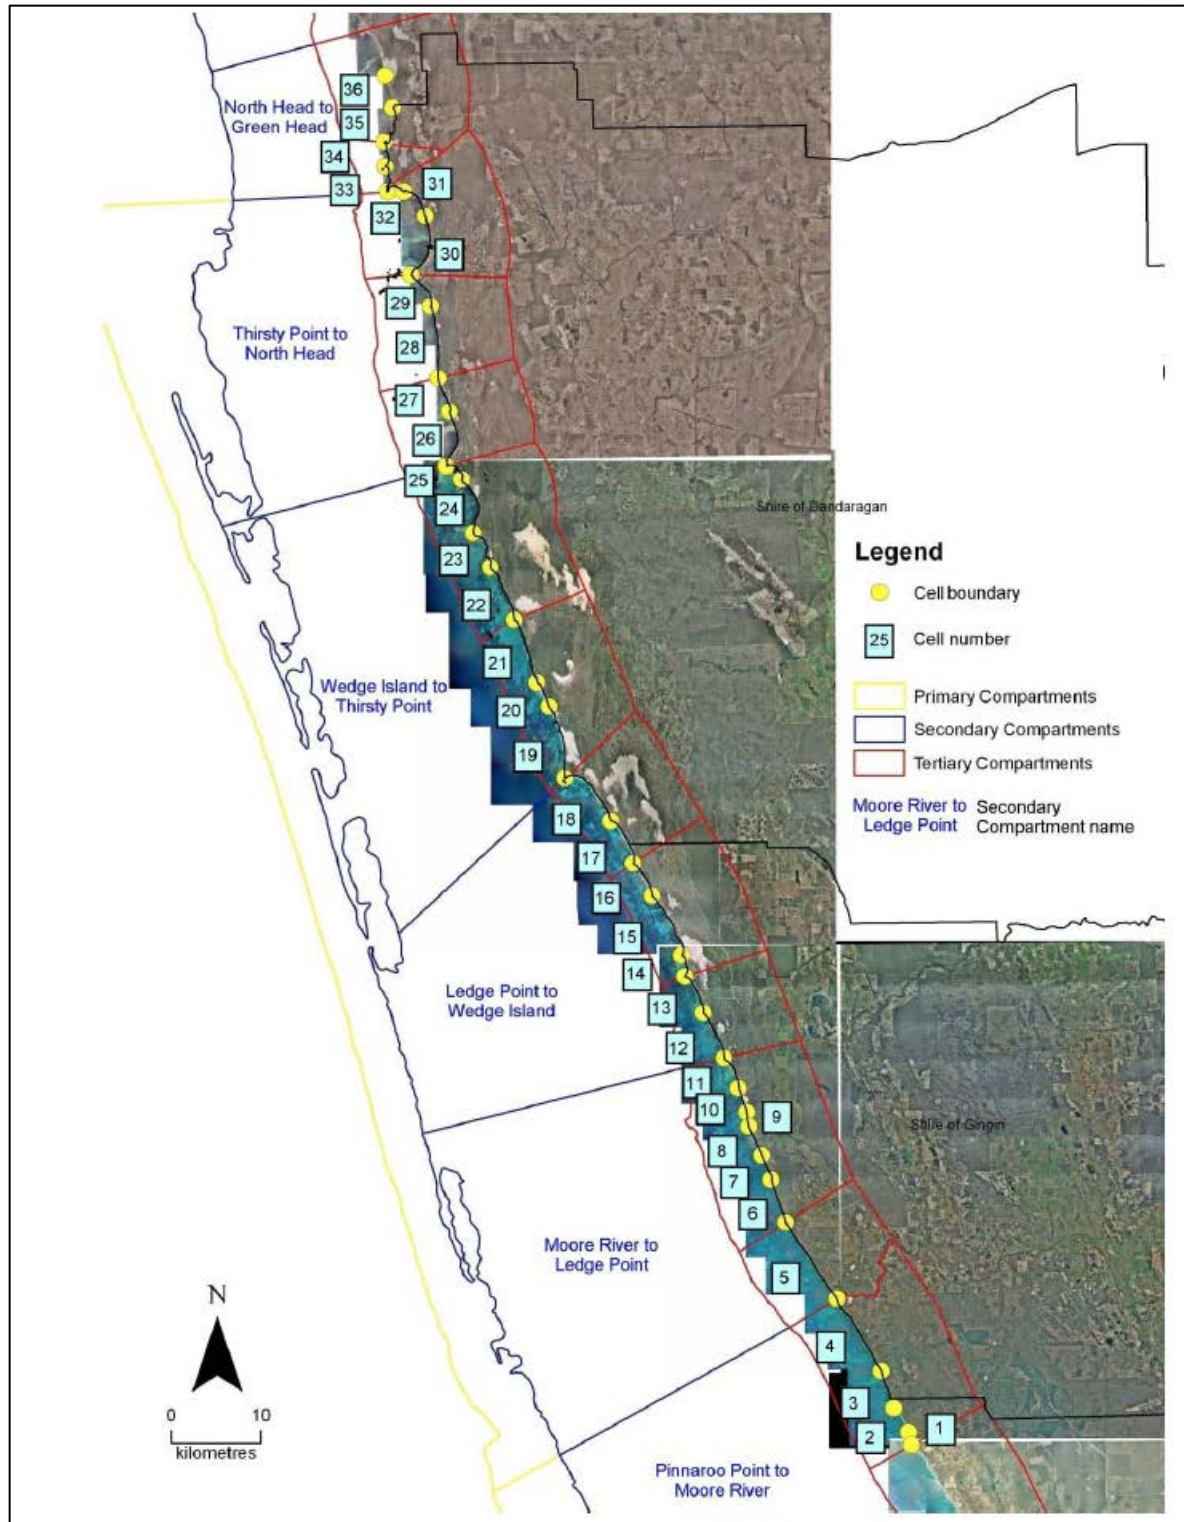 36
North Head to
Green Head
35
34
33
31
32
30
29
Thirsty Point to
North Head
28
27
26
25
24
Shire of Dandaragan
23
22
21
Wedge Island to
Thirsty Point
20
19
18
17
16
15
14
Ledge Point to
Wedge Island
13
12
11
10
9
Shire of Gingin
8
7
6
Moore River to
Ledge Point
5
4
3
2
1
Pinnaroo Point to
Moore River
N
0 10
kilometres
Legend
Cell boundary
25 Cell number
Primary Compartments
Secondary Compartments
Tertiary Compartments
Moore River to Secondary
Ledge Point Compartment name